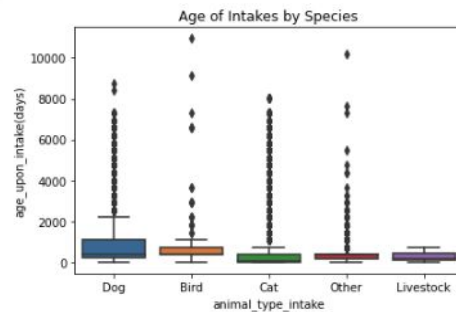 Age of Intakes by Species
10000
8000
6000
4000
2000
0
age_upon_intake(days)
Dog Bird Cat Other Livestock
animal_type_intake